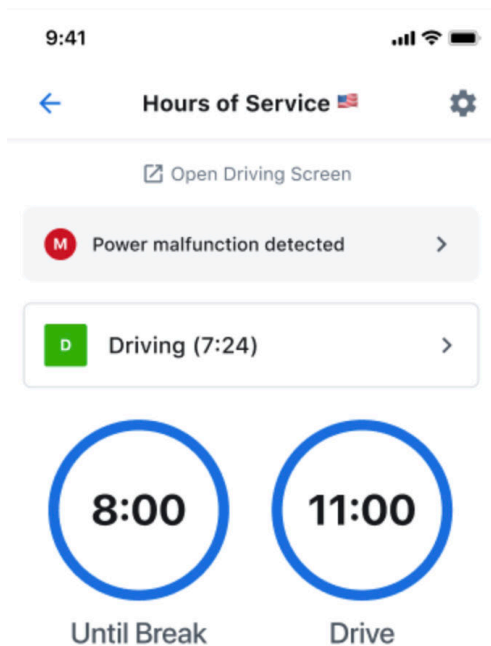 9:41
Hours of Service 🇺🇸
Open Driving Screen
M Power malfunction detected
D Driving (7:24)
8:00 11:00
Until Break Drive